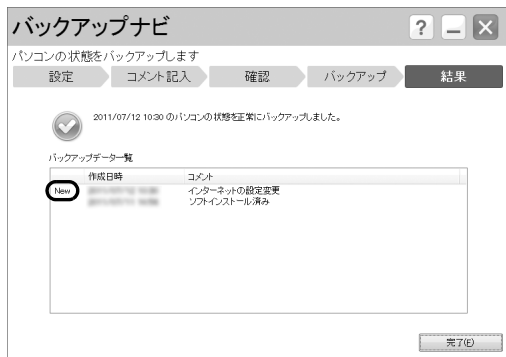 バックアップナビ
?
パソコンの状態をバックアップします
設定 コメント記入 確認 バックアップ 結果
2011/07/12 10:30 のパソコンの状態を正常にバックアップしました。
バックアップデータ一覧
作成日時 コメント
New インターネットの設定変更
ソフトインストール済み
完了(E)